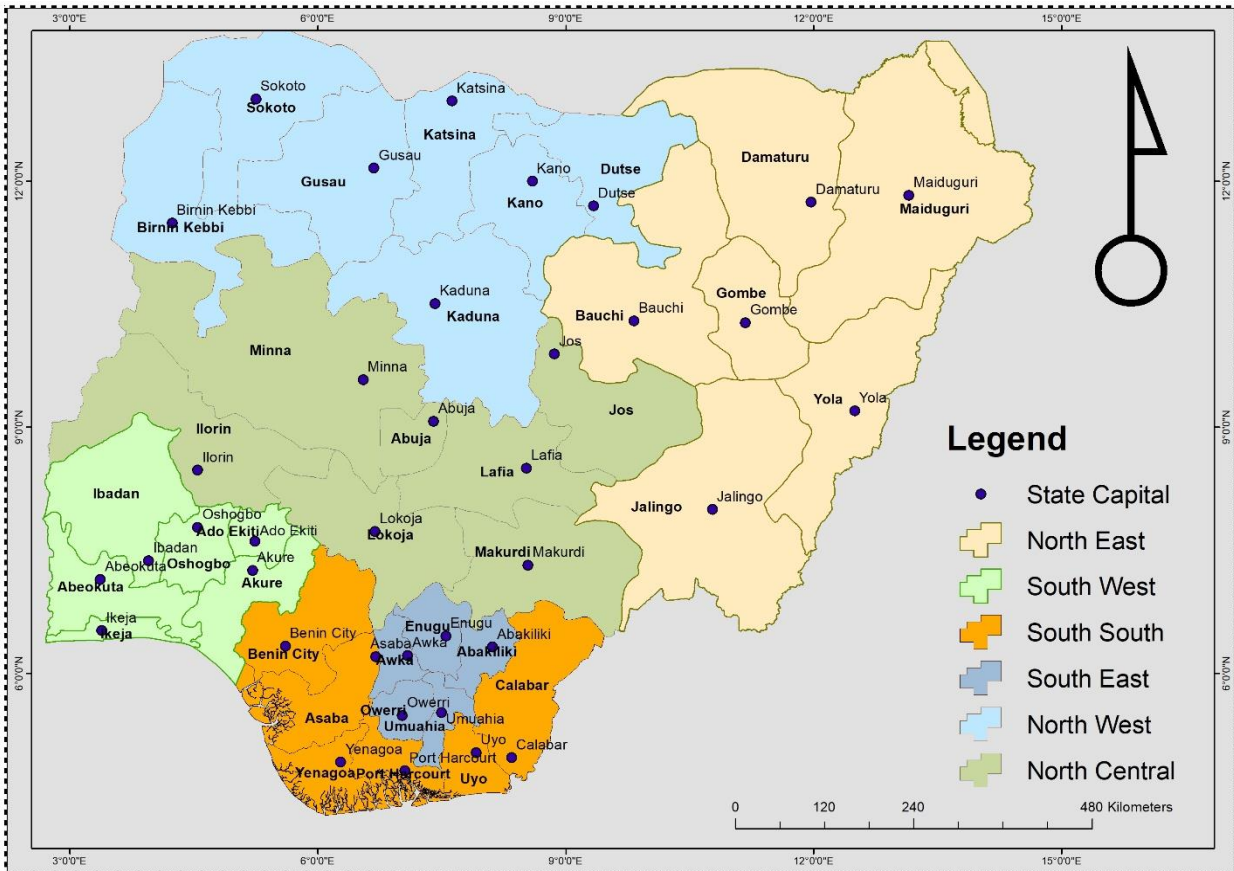 3°0'0"E 6°0'0"E 9°0'0"E 12°0'0"E 15°0'0"E
Sokoto
Sokoto
Katsina
Katsina
Gusau
Gusau
Kano
Kano
Dutse
Dutse
Birnin Kebbi
Birnin Kebbi
Damaturu
Damaturu
Maiduguri
Maiduguri
12°0'0"N 12°0'0"N
Kaduna
Kaduna
Bauchi
Bauchi
Gombe
Gombe
Minna
Minna
Jos
Jos
Abuja
Abuja
Yola
Yola
9°0'0"N 9°0'0"N
Ilorin
Ilorin
Lafia
Lafia
Ibadan
Ibadan
Oshogbo
Oshogbo
Ado Ekiti
Ado Ekiti
Akure
Akure
Abeokuta
Abeokuta
Ikeja
Ikeja
Lokoja
Lokoja
Makurdi
Makurdi
Jalingo
Jalingo
Benin City
Benin City
Asaba
Asaba
Enugu
Enugu
Awka
Awka
Abakiliki
Abakiliki
6°0'0"N 6°0'0"N
Calabar
Calabar
Owerri
Owerri
Umuahia
Umuahia
Yenagoa
Yenagoa
Port Harcourt
Port Harcourt
Uyo
Uyo
Legend
State Capital
North East
South West
South South
South East
North West
North Central
0 120 240 480 Kilometers
3°0'0"E 6°0'0"E 9°0'0"E 12°0'0"E 15°0'0"E